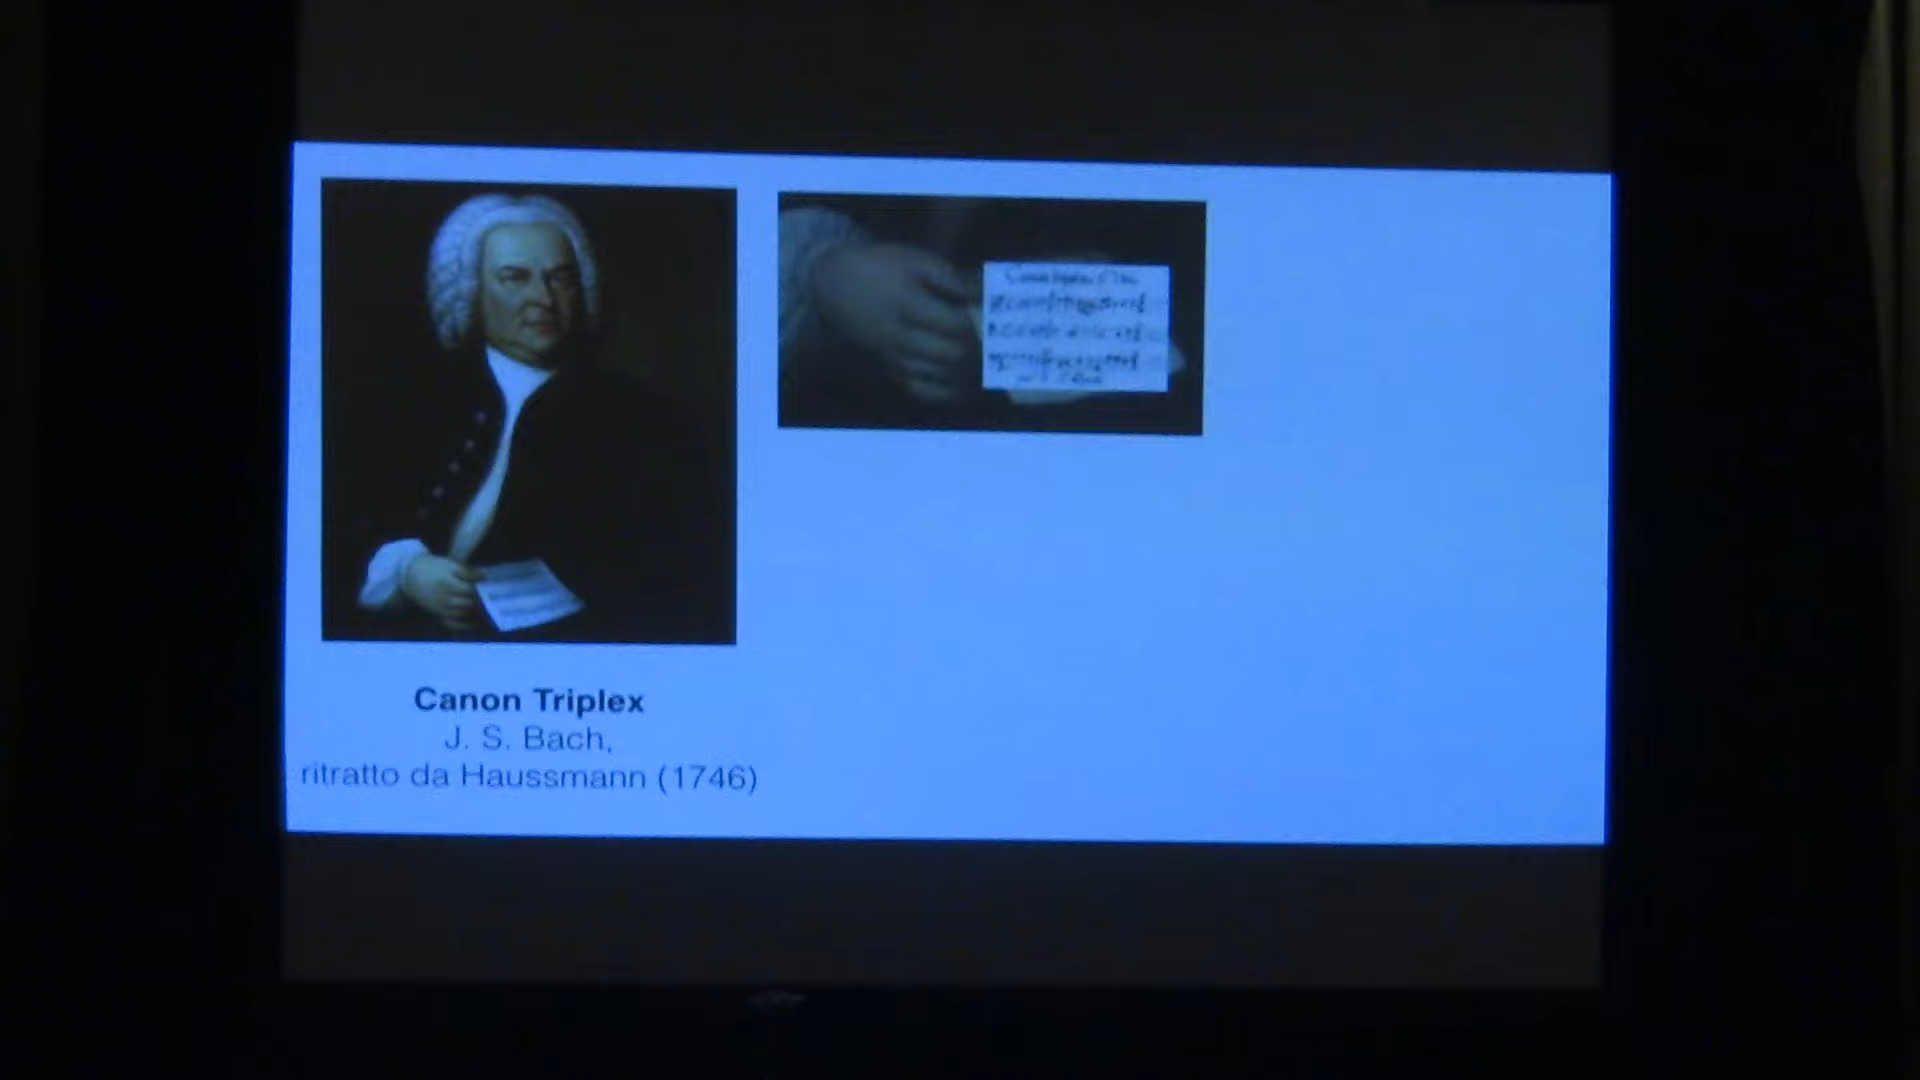 Canon Triplex
J. S. Bach,
ritratto da Haussmann (1746)